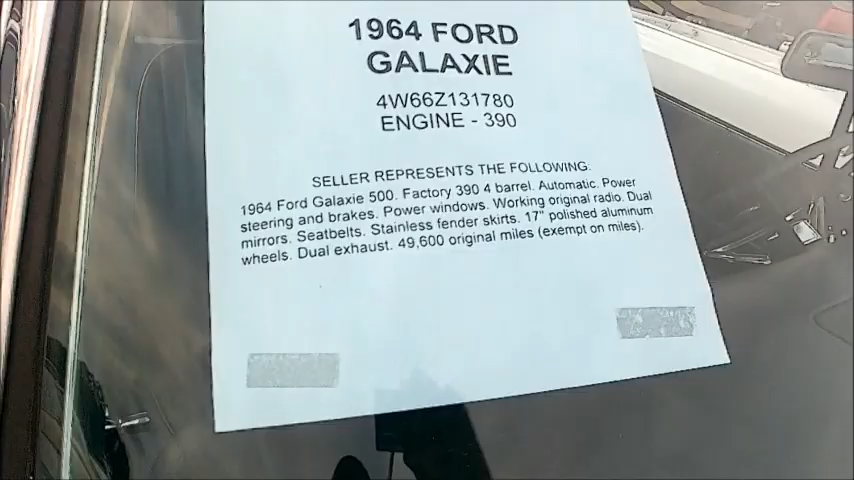 1964 FORD
GALAXIE
4W66Z131780
ENGINE - 390
SELLER REPRESENTS THE FOLLOWING:
1964 Ford Galaxie 500. Factory 390 4 barrel. Automatic. Power
steering and brakes. Power windows. Working original radio. Dual
mirrors. Seatbelts. Stainless fender skirts. 17" polished aluminum
wheels. Dual exhaust. 49,600 original miles (exempt on miles).